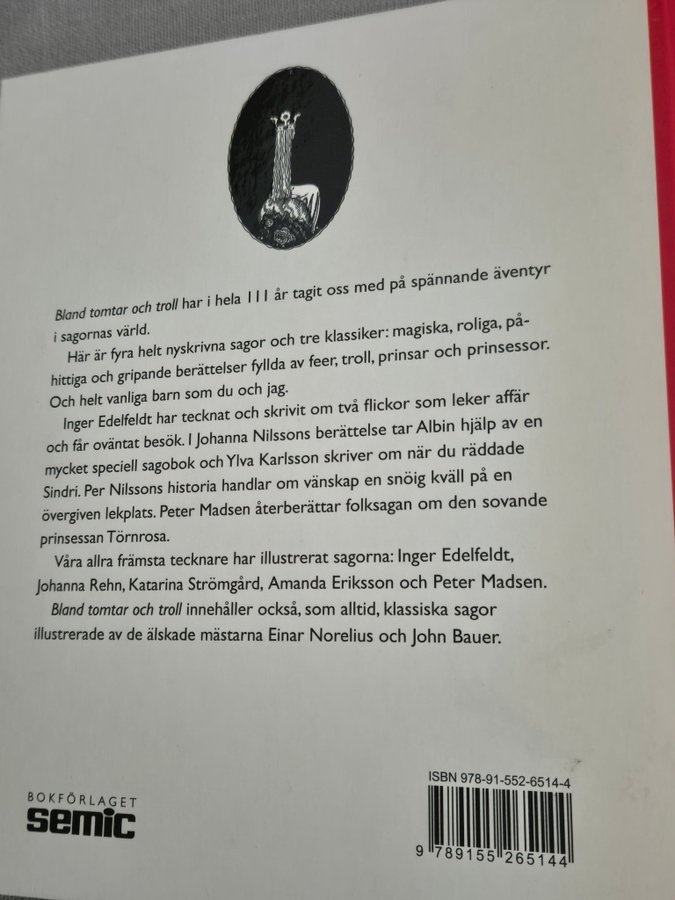 Bland tomtar och troll har i hela 111 år tagit oss med på spännande äventyr
i sagornas värld.
Här är fyra helt nyskrivna sagor och tre klassiker: magiska, roliga, på-
hittiga och gripande berättelser fyllda av feer, troll, prinsar och prinsessor.
Och helt vanliga barn som du och jag.
Inger Edelfeldt har tecknat och skrivit om två flickor som leker affär
och får oväntat besök. I Johanna Nilssons berättelse tar Albin hjälp av en
mycket speciell sagobok och Ylva Karlsson skriver om när du räddade
Sindri. Per Nilssons historia handlar om vänskap en snöig kväll på en
övergiven lekplats. Peter Madsen återberättar folksagan om den sovande
prinsessan Törnrosa.
Våra allra främsta tecknare har illustrerat sagorna: Inger Edelfeldt,
Johanna Rehn, Katarina Strömgård, Amanda Eriksson och Peter Madsen.
Bland tomtar och troll innehåller också, som alltid, klassiska sagor
illustrerade av de älskade mästarna Einar Norelius och John Bauer.
BOKFÖRLAGET
semic
ISBN 978-91-552-6514-4
9 789155 265144